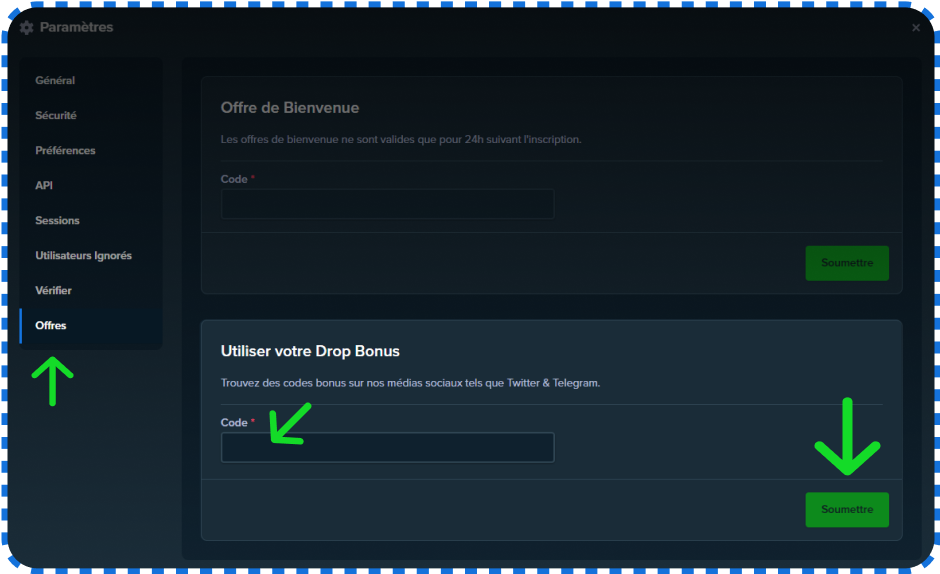 Paramètres
Général
Sécurité
Préférences
API
Sessions
Utilisateurs Ignorés
Vérifier
Offres
Offre de Bienvenue
Les offres de bienvenue ne sont valides que pour 24h suivant l'inscription.
Code *
Soumettre
Utiliser votre Drop Bonus
Trouvez des codes bonus sur nos médias sociaux tels que Twitter & Telegram.
Code *
Soumettre